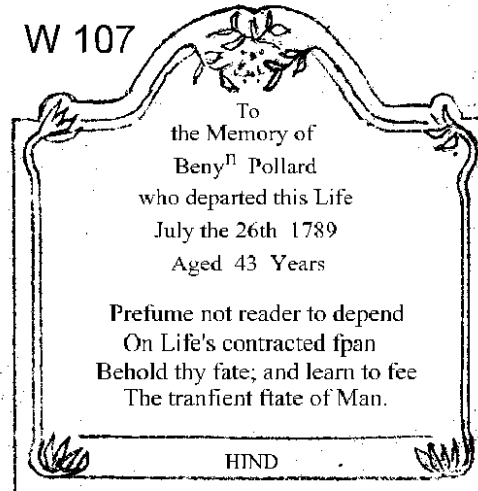 W 107
To
the Memory of
Benyⁿ Pollard
who departed this Life
July the 26th 1789
Aged 43 Years
Prefume not reader to depend
On Life's contracted fpan
Behold thy fate; and learn to fee
The tranfient ftate of Man.
HIND